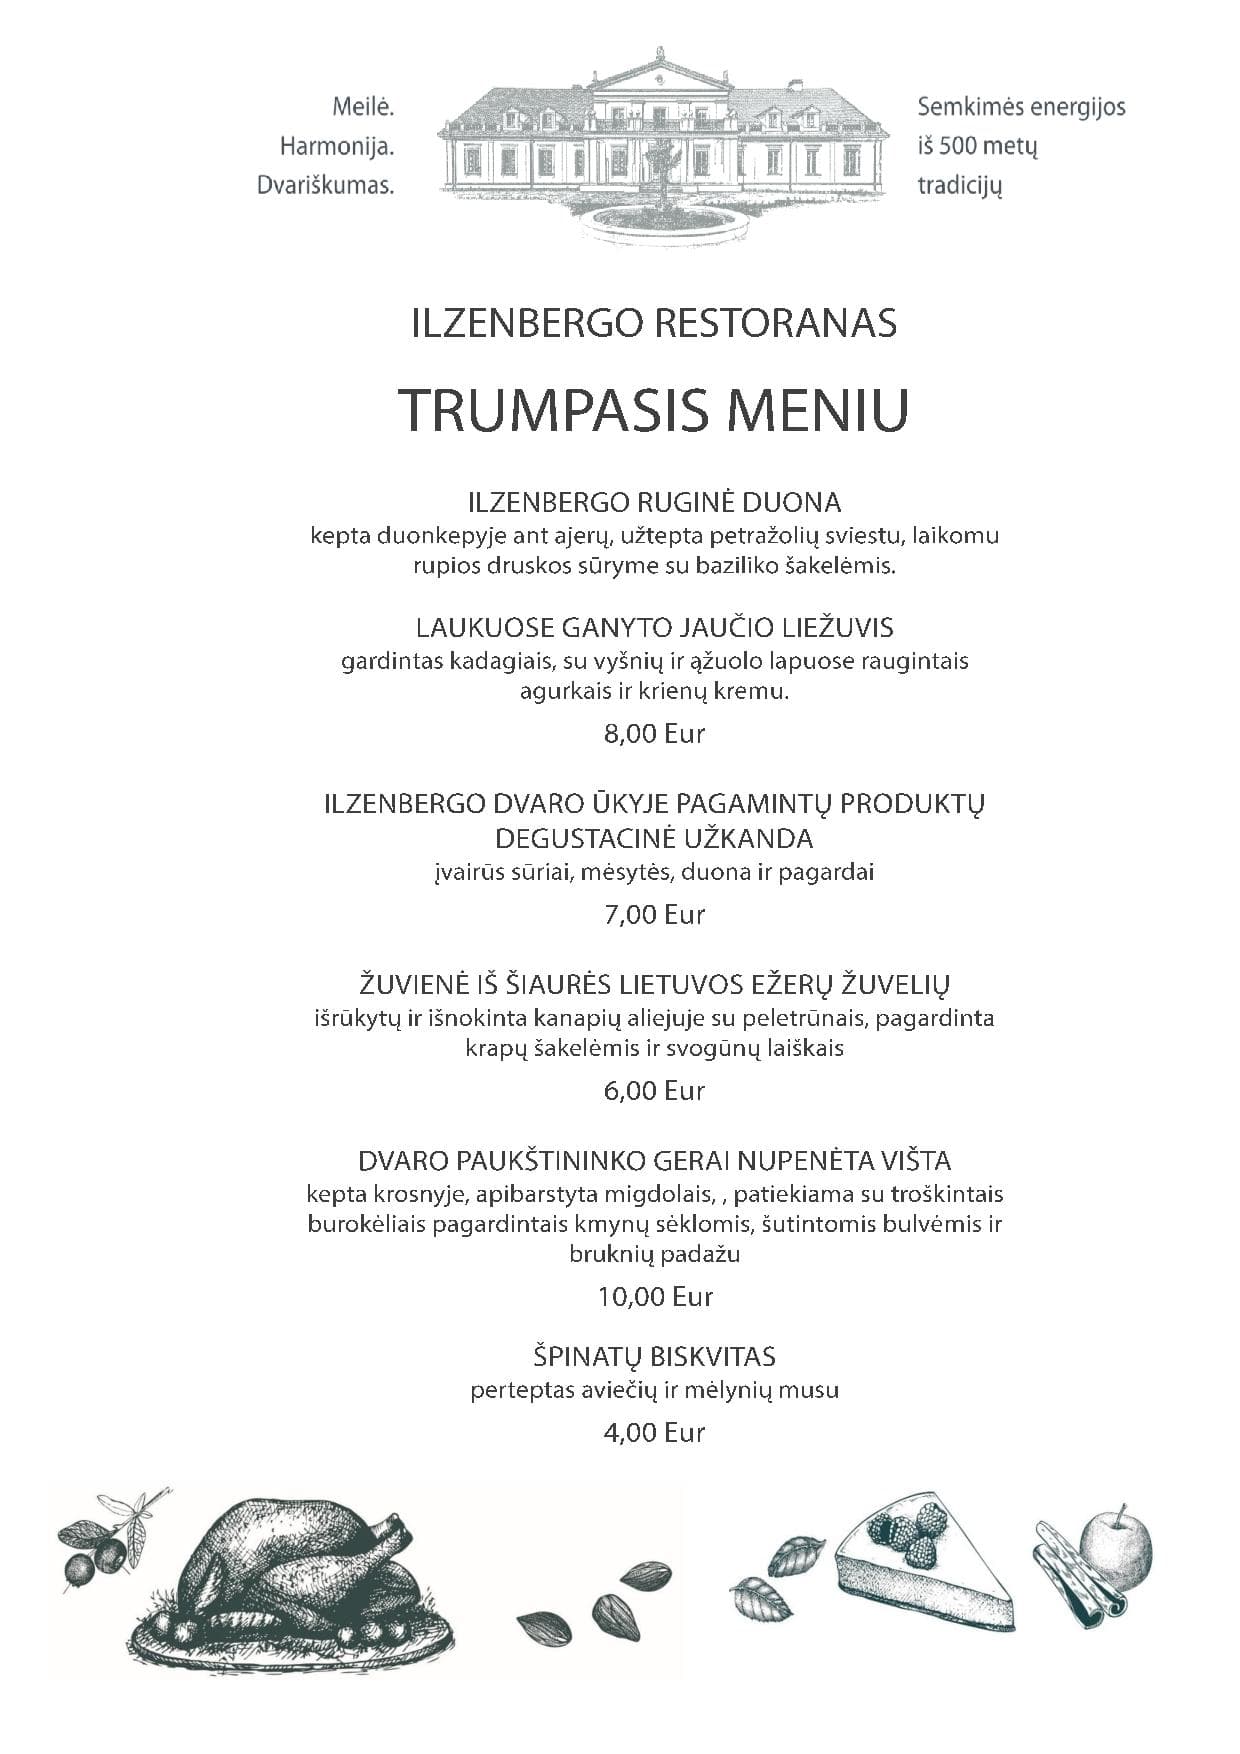 Meilė.
Harmonija.
Dvariškumas.
Semkimės energijos
iš 500 metų
tradicijų
ILZENBERGO RESTORANAS
TRUMPASIS MENIU
ILZENBERGO RUGINĖ DUONA
kepta duonkepyje ant ajerų, užtepta petražolių sviestu, laikomu
rupios druskos sūryme su baziliko šakelėmis.
LAUKUOSE GANYTO JAUČIO LIEŽUVIS
gardintas kadagiais, su vyšnių ir ąžuolo lapuose raugintais
agurkais ir krienų kremu.
8,00 Eur
ILZENBERGO DVARO ŪKYJE PAGAMINTŲ PRODUKTŲ
DEGUSTACINĖ UŽKANDA
įvairūs sūriai, mėsytės, duona ir pagardai
7,00 Eur
ŽUVIENĖ IŠ ŠIAURĖS LIETUVOS EŽERŲ ŽUVELIŲ
išrūkytų ir išnokinta kanapių aliejuje su peletrūnais, pagardinta
krapų šakelėmis ir svogūnų laiškais
6,00 Eur
DVARO PAUKŠTININKO GERAI NUPENĖTA VIŠTA
kepta krosnyje, apibarstyta migdolais, , patiekiama su troškintais
burokėliais pagardintais kmynų sėklomis, šutintomis bulvėmis ir
bruknių padažu
10,00 Eur
ŠPINATŲ BISKVITAS
perteptas aviečių ir mėlynių musu
4,00 Eur